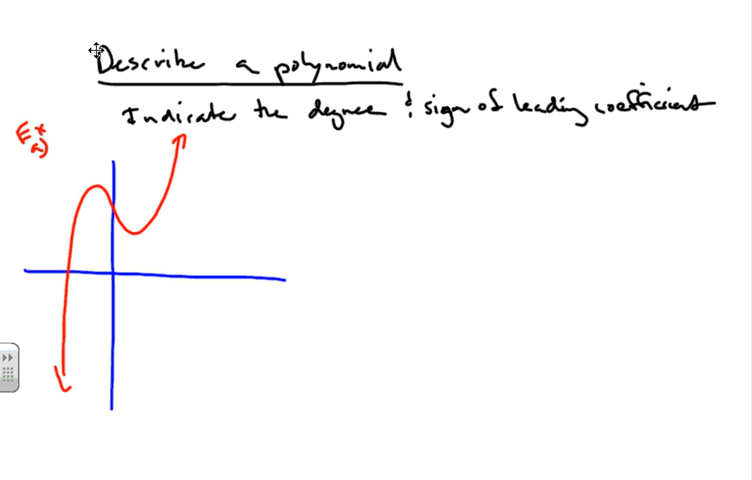 Describe a polynomial
Indicate the degree & sign of leading coefficient
Ex
a)